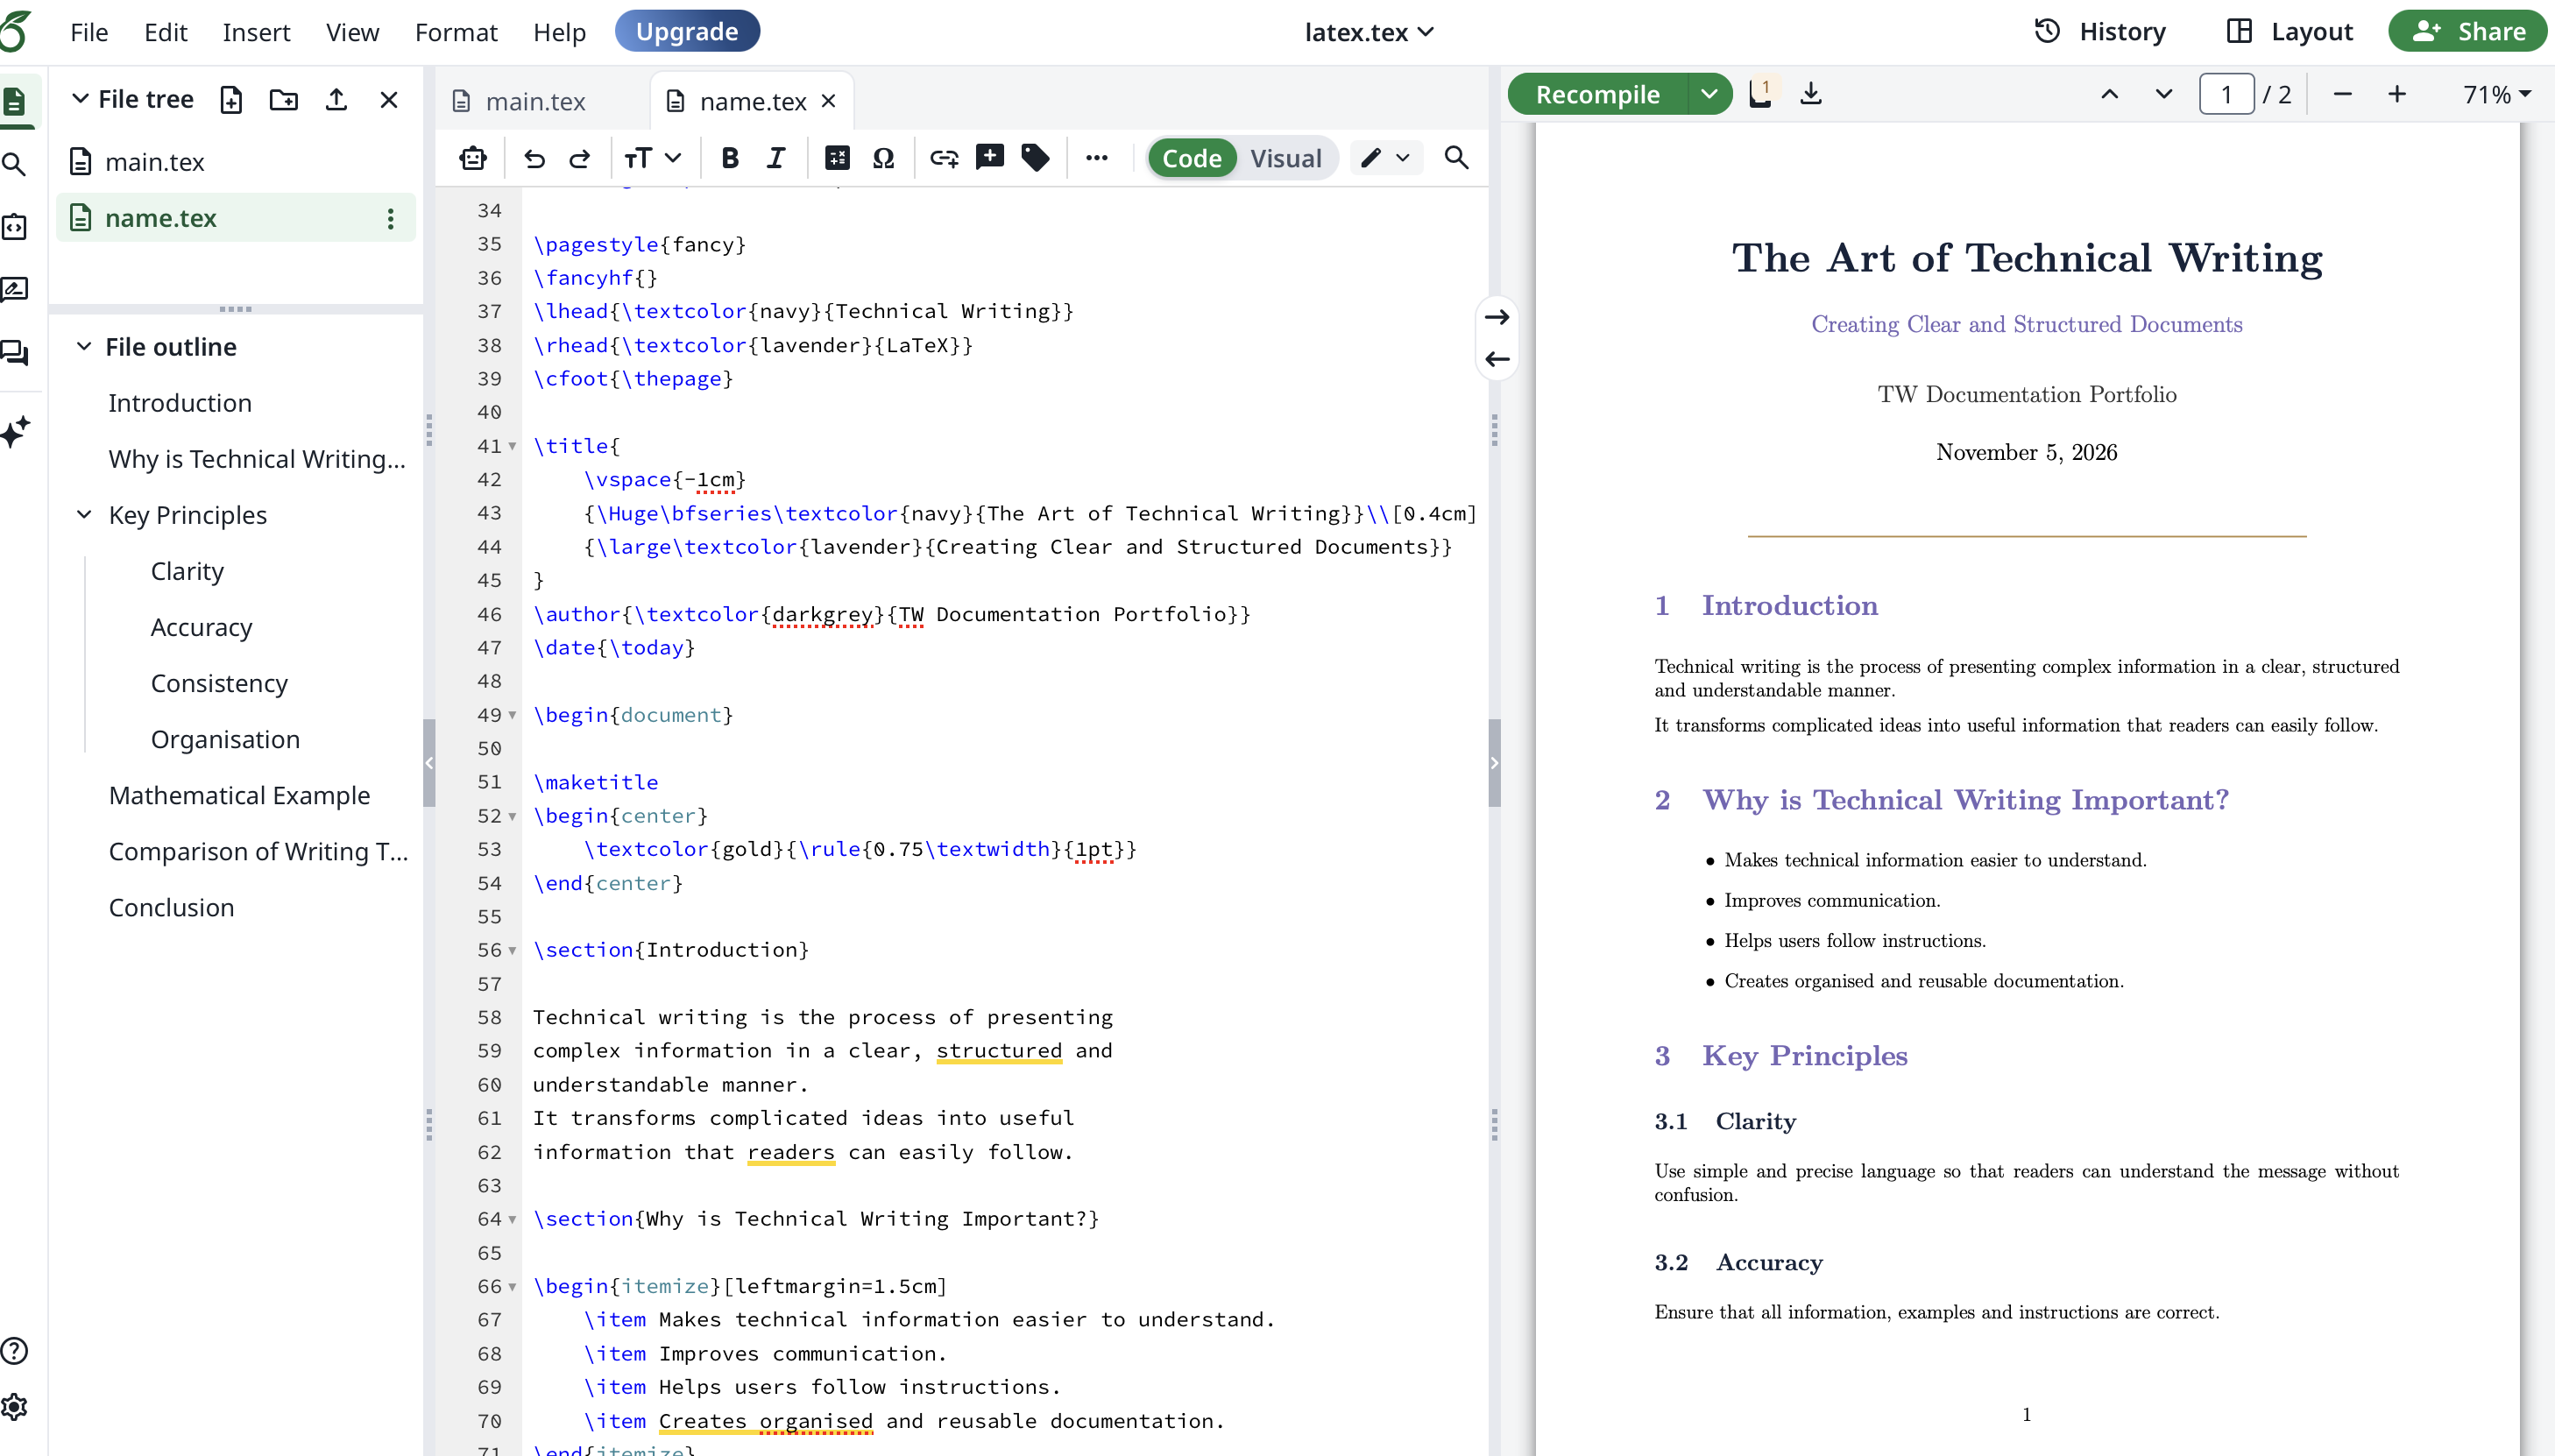 File Edit Insert View Format Help Upgrade
latex.tex
History Layout Share
File tree
main.tex
name.tex
File outline
Introduction
Why is Technical Writing...
Key Principles
Clarity
Accuracy
Consistency
Organisation
Mathematical Example
Comparison of Writing T...
Conclusion
main.tex name.tex
Code Visual
34
35 \pagestyle{fancy}
36 \fancyhf{}
37 \lhead{\textcolor{navy}{Technical Writing}}
38 \rhead{\textcolor{lavender}{LaTeX}}
39 \cfoot{\thepage}
40
41 \title{
42 \vspace{-1cm}
43 {\Huge\bfseries\textcolor{navy}{The Art of Technical Writing}}\\[0.4cm]
44 {\large\textcolor{lavender}{Creating Clear and Structured Documents}}
45 }
46 \author{\textcolor{darkgrey}{TW Documentation Portfolio}}
47 \date{\today}
48
49 \begin{document}
50
51 \maketitle
52 \begin{center}
53 \textcolor{gold}{\rule{0.75\textwidth}{1pt}}
54 \end{center}
55
56 \section{Introduction}
57
58 Technical writing is the process of presenting
59 complex information in a clear, structured and
60 understandable manner.
61 It transforms complicated ideas into useful
62 information that readers can easily follow.
63
64 \section{Why is Technical Writing Important?}
65
66 \begin{itemize}[leftmargin=1.5cm]
67 \item Makes technical information easier to understand.
68 \item Improves communication.
69 \item Helps users follow instructions.
70 \item Creates organised and reusable documentation.
71 \end{itemize}
Recompile 1 1 / 2 71%
The Art of Technical Writing
Creating Clear and Structured Documents
TW Documentation Portfolio
November 5, 2026
1 Introduction
Technical writing is the process of presenting complex information in a clear, structured
and understandable manner.
It transforms complicated ideas into useful information that readers can easily follow.
2 Why is Technical Writing Important?
• Makes technical information easier to understand.
• Improves communication.
• Helps users follow instructions.
• Creates organised and reusable documentation.
3 Key Principles
3.1 Clarity
Use simple and precise language so that readers can understand the message without
confusion.
3.2 Accuracy
Ensure that all information, examples and instructions are correct.
1